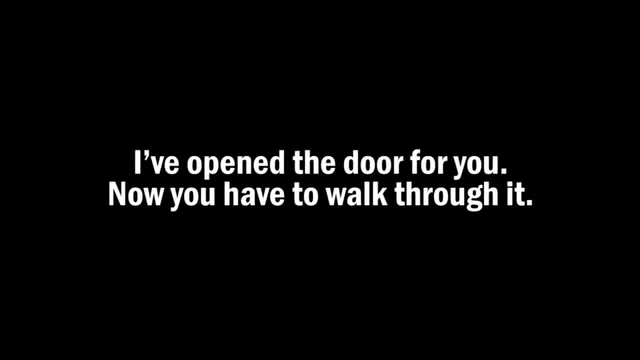 I’ve opened the door for you.
Now you have to walk through it.